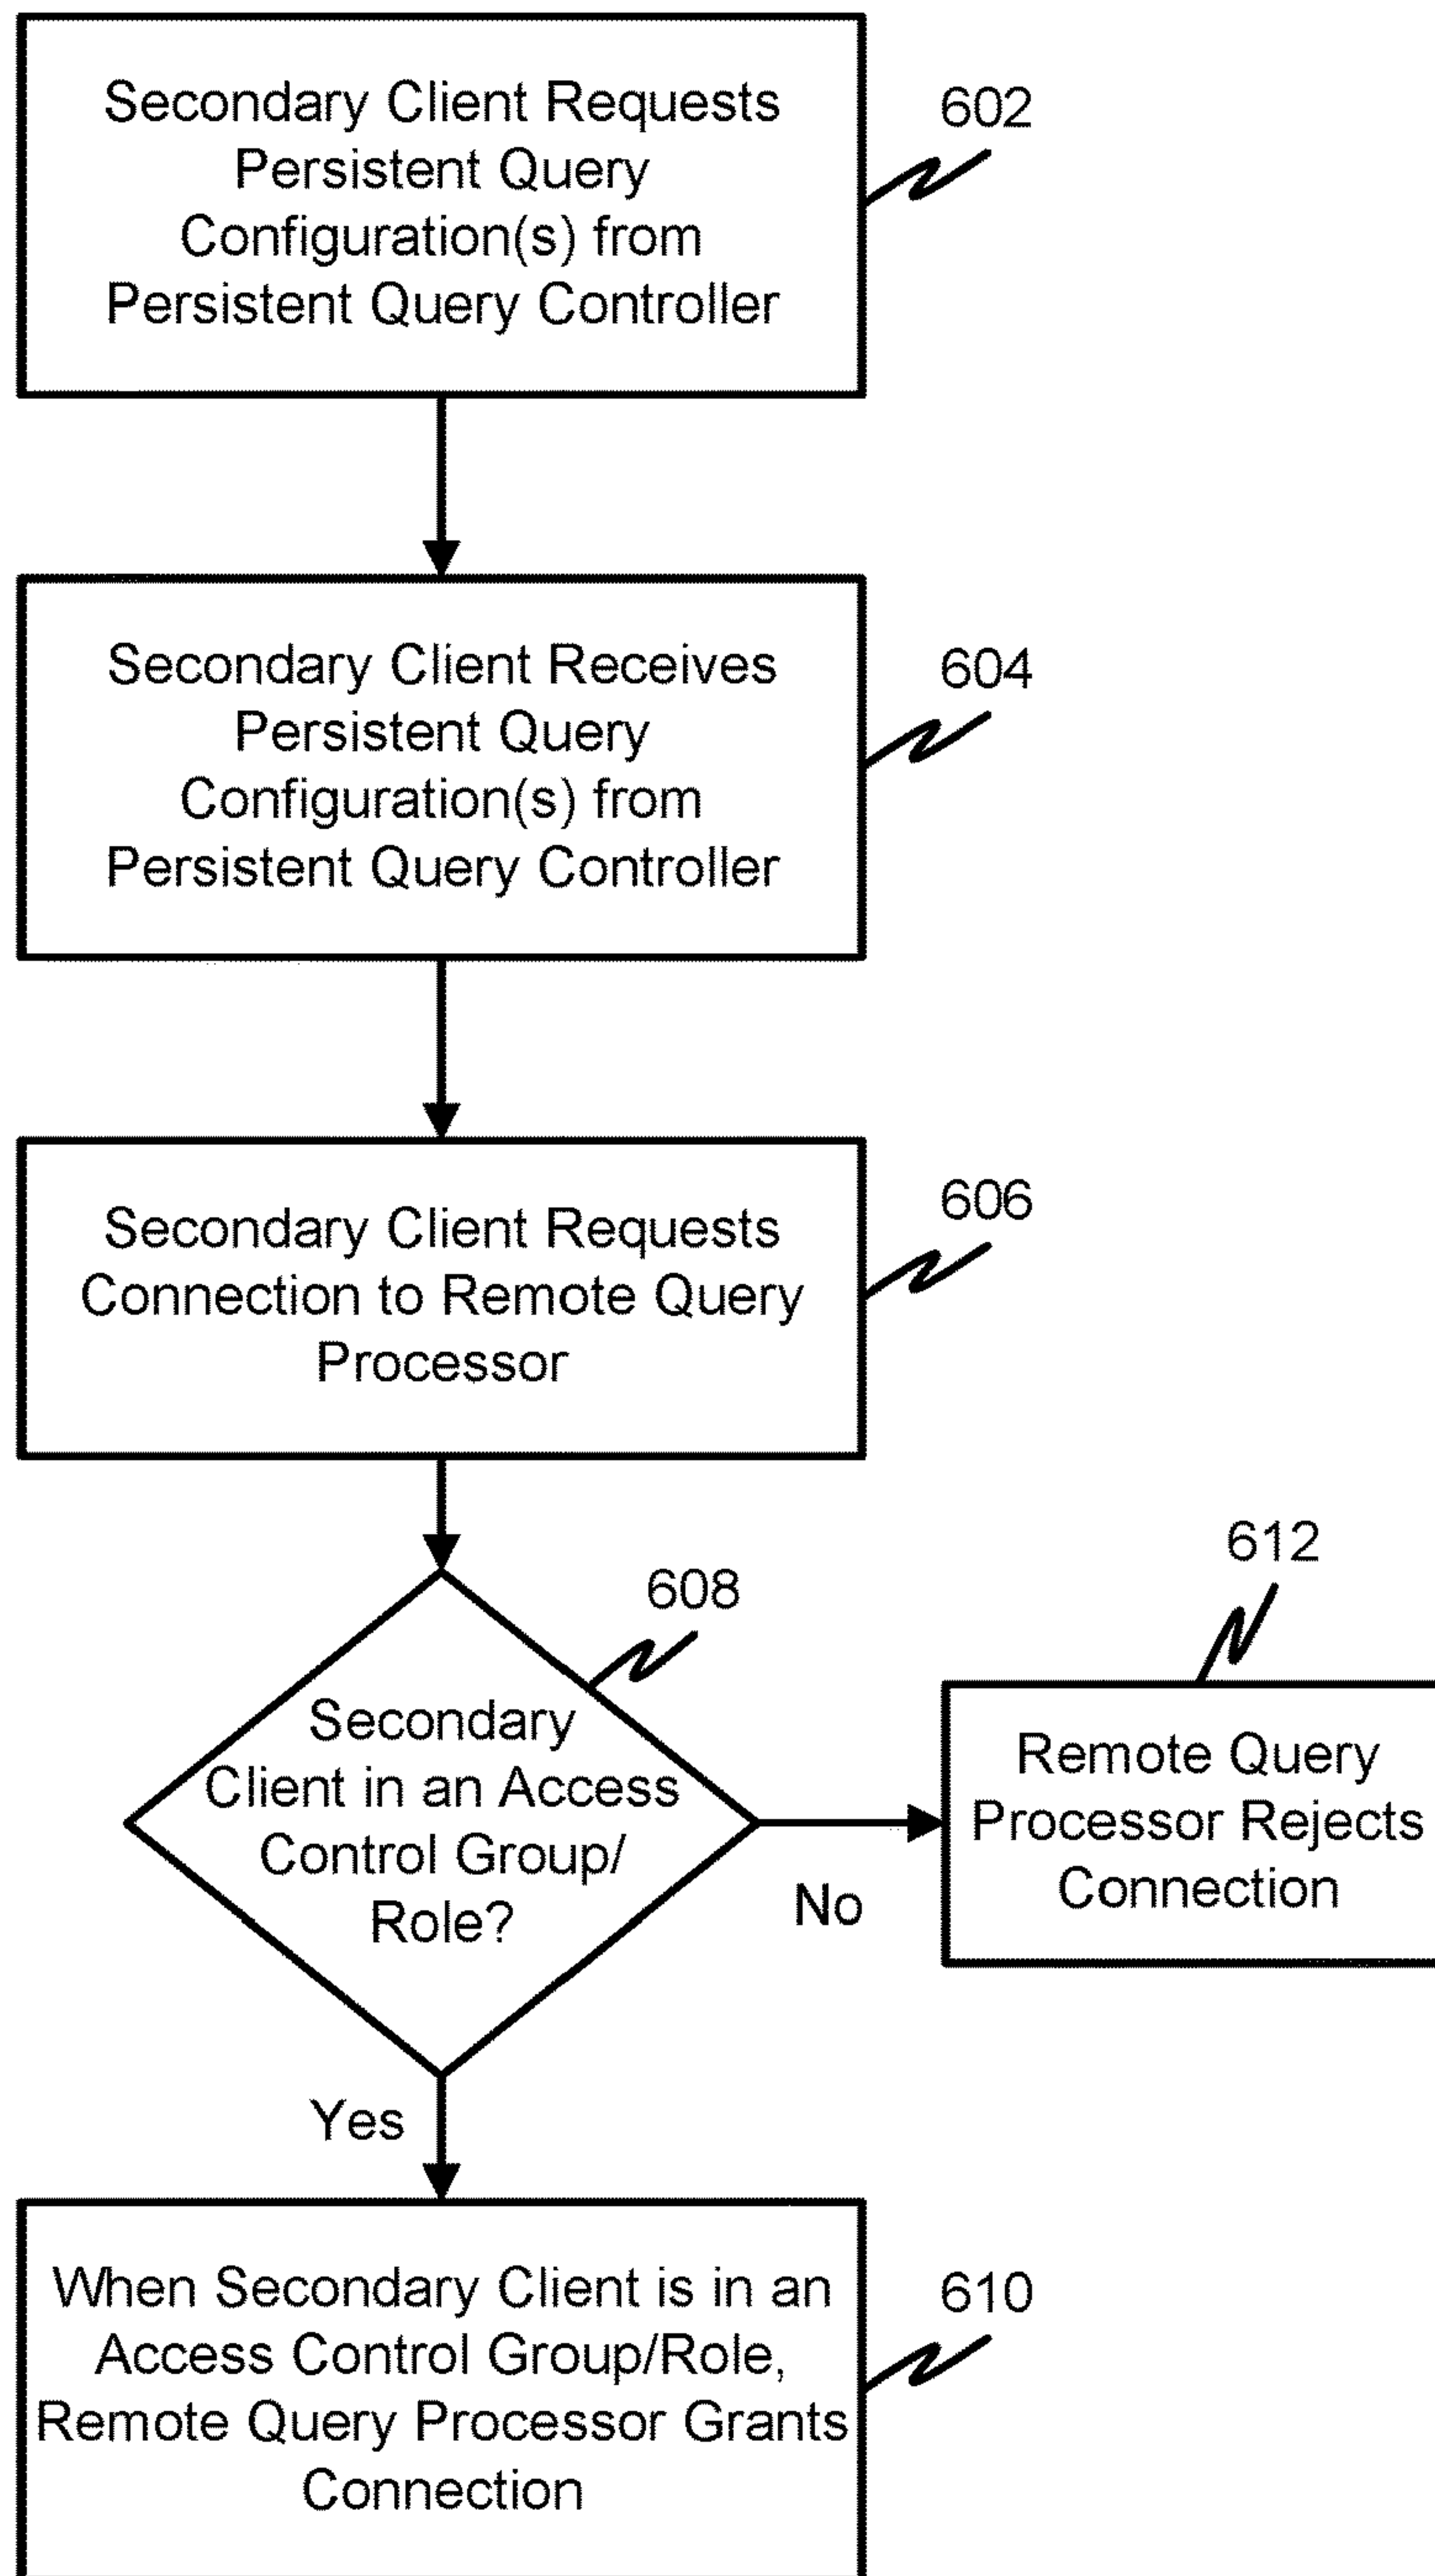 Secondary Client Requests
Persistent Query
Configuration(s) from
Persistent Query Controller
602
Secondary Client Receives
Persistent Query
Configuration(s) from
Persistent Query Controller
604
Secondary Client Requests
Connection to Remote Query
Processor
606
Secondary
Client in an Access
Control Group/
Role?
608
No
612
Remote Query
Processor Rejects
Connection
Yes
When Secondary Client is in an
Access Control Group/Role,
Remote Query Processor Grants
Connection
610